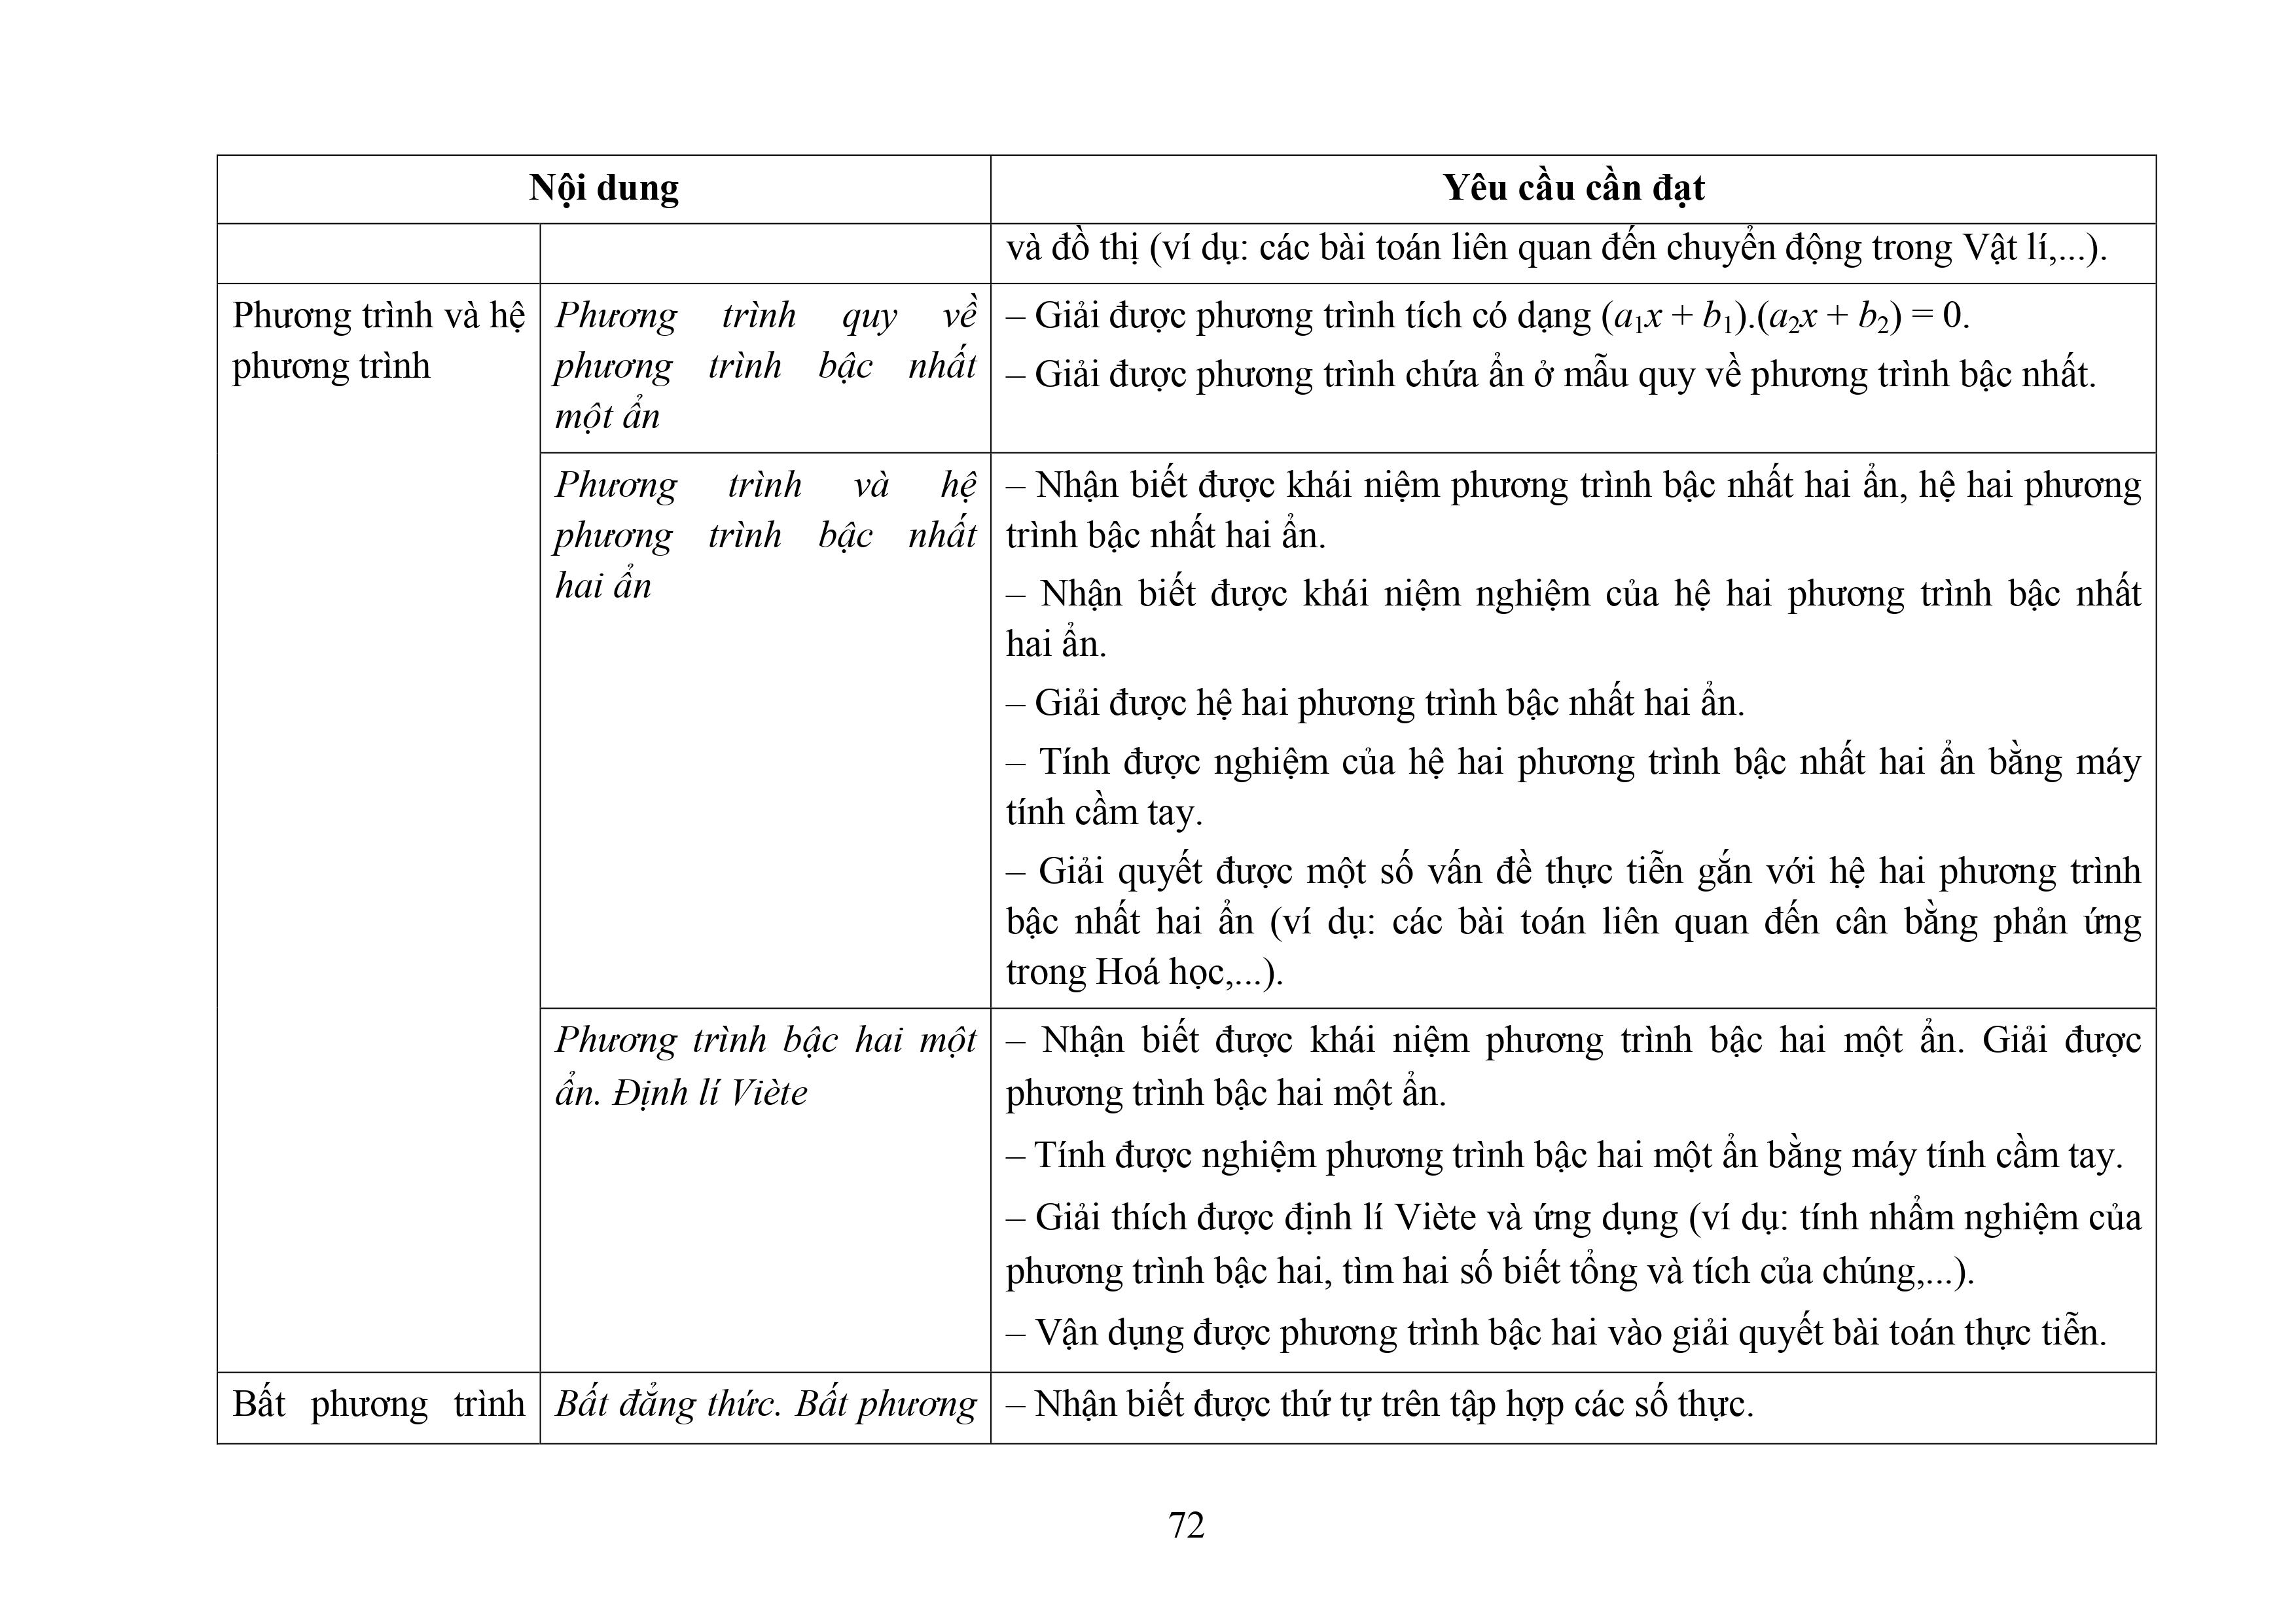 Nội dung
Yêu cầu cần đạt
và đồ thị (ví dụ: các bài toán liên quan đến chuyển động trong Vật lí,...).
Phương trình và hệ
phương trình
Phương trình quy về
phương trình bậc nhất
một ẩn
– Giải được phương trình tích có dạng (a₁x + b₁).(a₂x + b₂) = 0.
– Giải được phương trình chứa ẩn ở mẫu quy về phương trình bậc nhất.
Phương trình và hệ
phương trình bậc nhất
hai ẩn
– Nhận biết được khái niệm phương trình bậc nhất hai ẩn, hệ hai phương
trình bậc nhất hai ẩn.
– Nhận biết được khái niệm nghiệm của hệ hai phương trình bậc nhất
hai ẩn.
– Giải được hệ hai phương trình bậc nhất hai ẩn.
– Tính được nghiệm của hệ hai phương trình bậc nhất hai ẩn bằng máy
tính cầm tay.
– Giải quyết được một số vấn đề thực tiễn gắn với hệ hai phương trình
bậc nhất hai ẩn (ví dụ: các bài toán liên quan đến cân bằng phản ứng
trong Hoá học,...).
Phương trình bậc hai một
ẩn. Định lí Viète
– Nhận biết được khái niệm phương trình bậc hai một ẩn. Giải được
phương trình bậc hai một ẩn.
– Tính được nghiệm phương trình bậc hai một ẩn bằng máy tính cầm tay.
– Giải thích được định lí Viète và ứng dụng (ví dụ: tính nhẩm nghiệm của
phương trình bậc hai, tìm hai số biết tổng và tích của chúng,...).
– Vận dụng được phương trình bậc hai vào giải quyết bài toán thực tiễn.
Bất phương trình
Bất đẳng thức. Bất phương
– Nhận biết được thứ tự trên tập hợp các số thực.
72